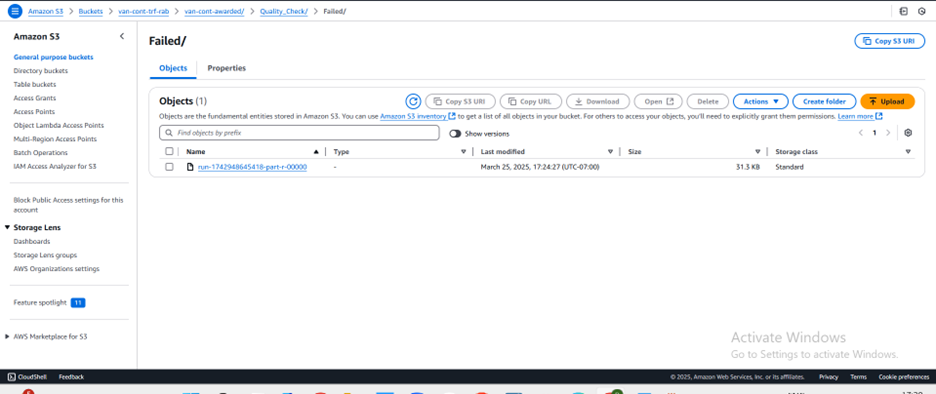 Amazon S3 > Buckets > van-cont-trf-rab > van-cont-awarded/ > Quality_Check/ > Failed/
Amazon S3
General purpose buckets
Directory buckets
Table buckets
Access Grants
Access Points
Object Lambda Access Points
Multi-Region Access Points
Batch Operations
IAM Access Analyzer for S3
Block Public Access settings for this
account
Storage Lens
Dashboards
Storage Lens groups
AWS Organizations settings
Feature spotlight 11
AWS Marketplace for S3
Failed/
Copy S3 URI
Objects Properties
Objects (1)
Copy S3 URI Copy URL Download Open Delete Actions Create folder Upload
Objects are the fundamental entities stored in Amazon S3. You can use Amazon S3 inventory to get a list of all objects in your bucket. For others to access your objects, you'll need to explicitly grant them permissions. Learn more
Find objects by prefix Show versions 1
Name Type Last modified Size Storage class
run-1742948645418-part-r-00000 - March 25, 2025, 17:24:27 (UTC-07:00) 31.3 KB Standard
Activate Windows
Go to Settings to activate Windows.
CloudShell Feedback © 2025, Amazon Web Services, Inc. or its affiliates. Privacy Terms Cookie preferences